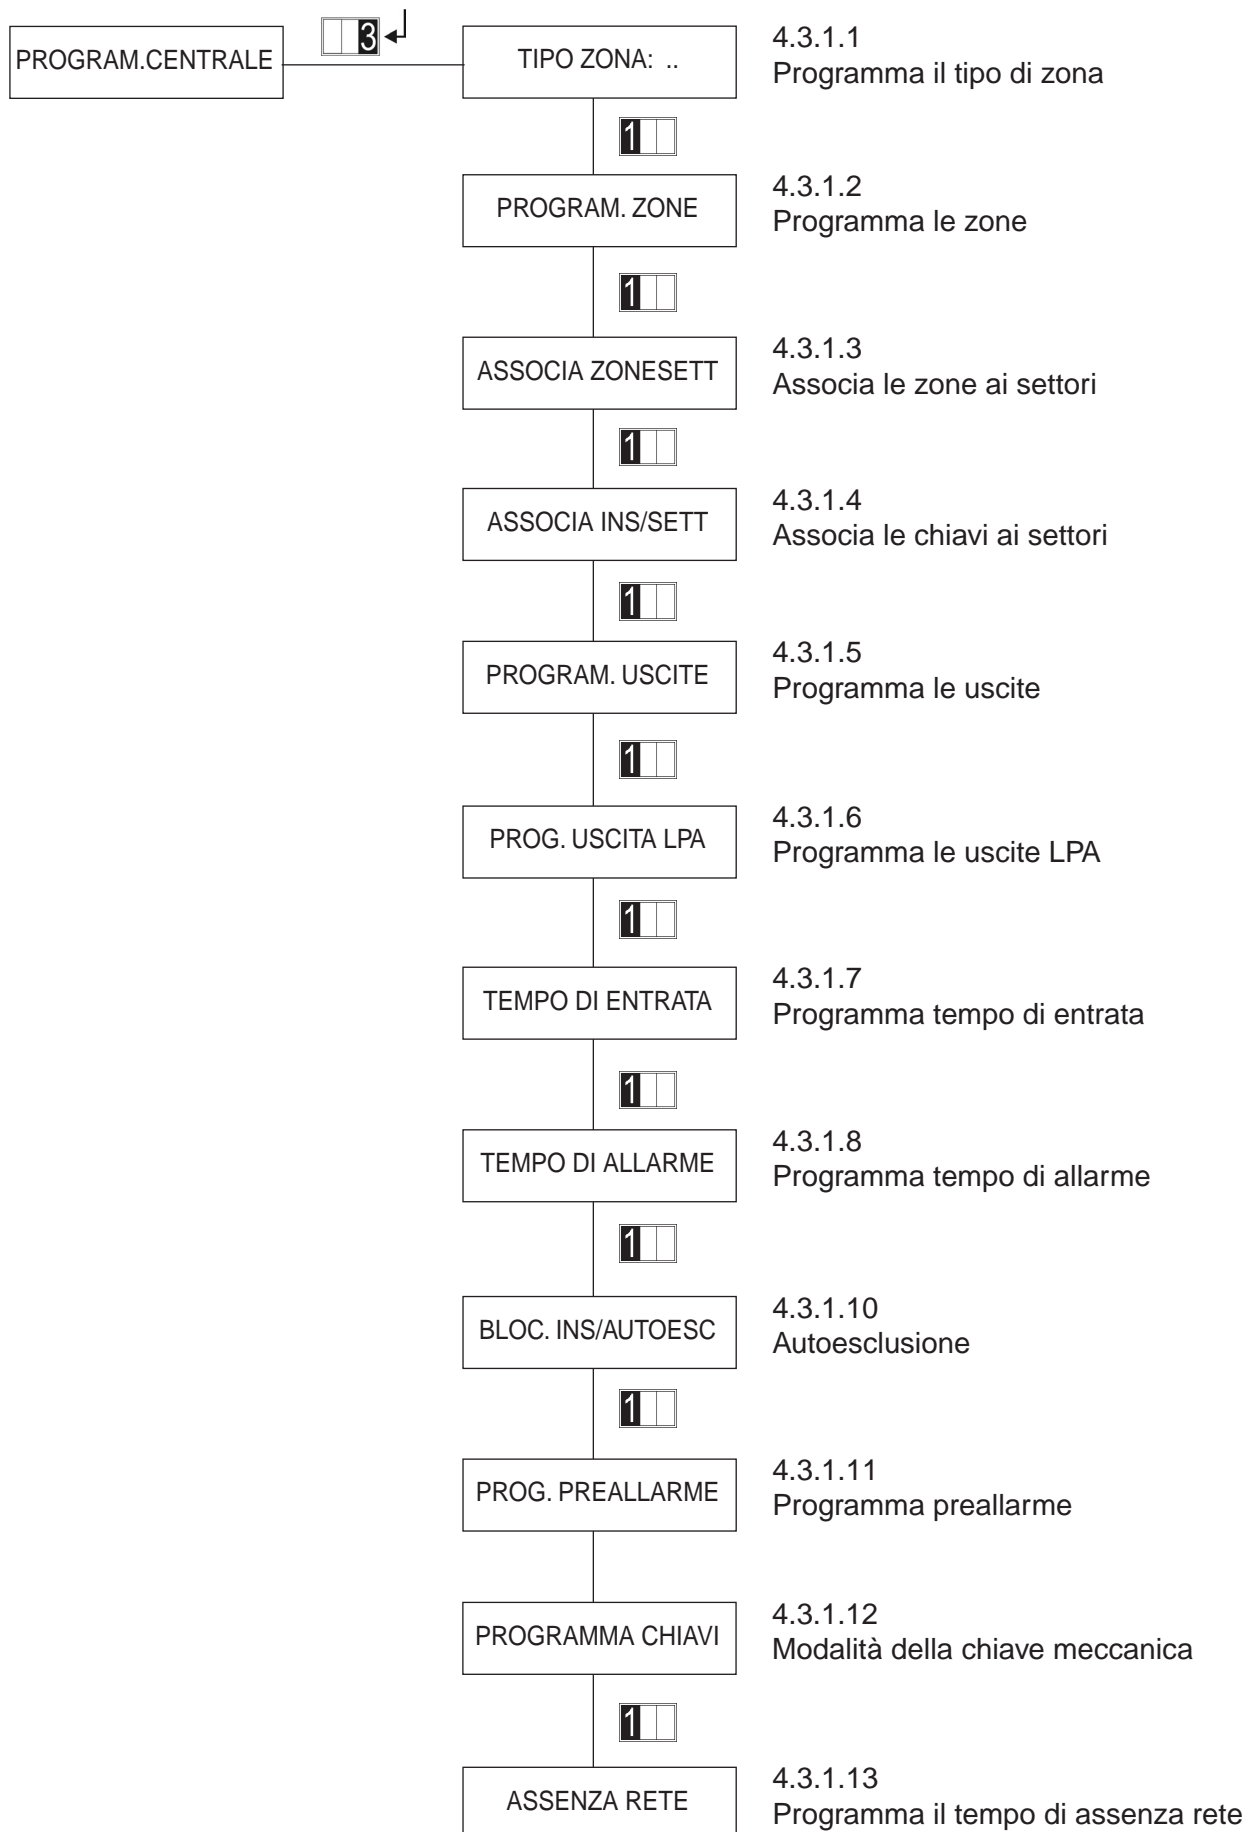 PROGRAM.CENTRALE
3
TIPO ZONA: ..
4.3.1.1
Programma il tipo di zona
1
PROGRAM. ZONE
4.3.1.2
Programma le zone
1
ASSOCIA ZONESETT
4.3.1.3
Associa le zone ai settori
1
ASSOCIA INS/SETT
4.3.1.4
Associa le chiavi ai settori
1
PROGRAM. USCITE
4.3.1.5
Programma le uscite
1
PROG. USCITA LPA
4.3.1.6
Programma le uscite LPA
1
TEMPO DI ENTRATA
4.3.1.7
Programma tempo di entrata
1
TEMPO DI ALLARME
4.3.1.8
Programma tempo di allarme
1
BLOC. INS/AUTOESC
4.3.1.10
Autoesclusione
1
PROG. PREALLARME
4.3.1.11
Programma preallarme
PROGRAMMA CHIAVI
4.3.1.12
Modalità della chiave meccanica
1
ASSENZA RETE
4.3.1.13
Programma il tempo di assenza rete